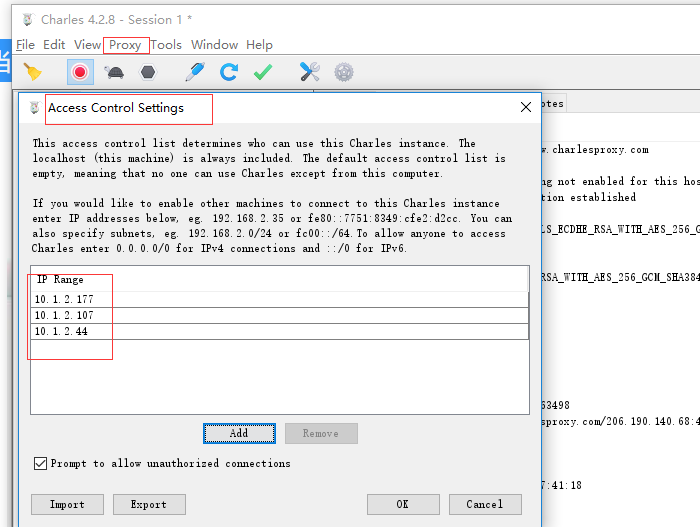 Charles 4.2.8 - Session 1 *
File Edit View Proxy Tools Window Help
Access Control Settings
otes
This access control list determines who can use this Charles instance. The
localhost (this machine) is always included. The default access control list is
empty, meaning that no one can use Charles except from this computer.
If you would like to enable other machines to connect to this Charles instance
enter IP addresses below, eg. 192.168.2.35 or fe80::7751:8349:cfe2:d2cc. You can
also specify subnets, eg. 192.168.2.0/24 or fc00::/64.To allow anyone to access
Charles enter 0.0.0.0/0 for IPv4 connections and ::/0 for IPv6.
IP Range
10.1.2.177
10.1.2.107
10.1.2.44
Add Remove
Prompt to allow unauthorized connections
Import Export OK Cancel
w.charlesproxy.com
ng not enabled for this hos
tion established
LS_ECDHE_RSA_WITH_AES_256_G
RSA_WITH_AES_256_GCM_SHA384
63498
esproxy.com/206.190.140.68:4
7:41:18